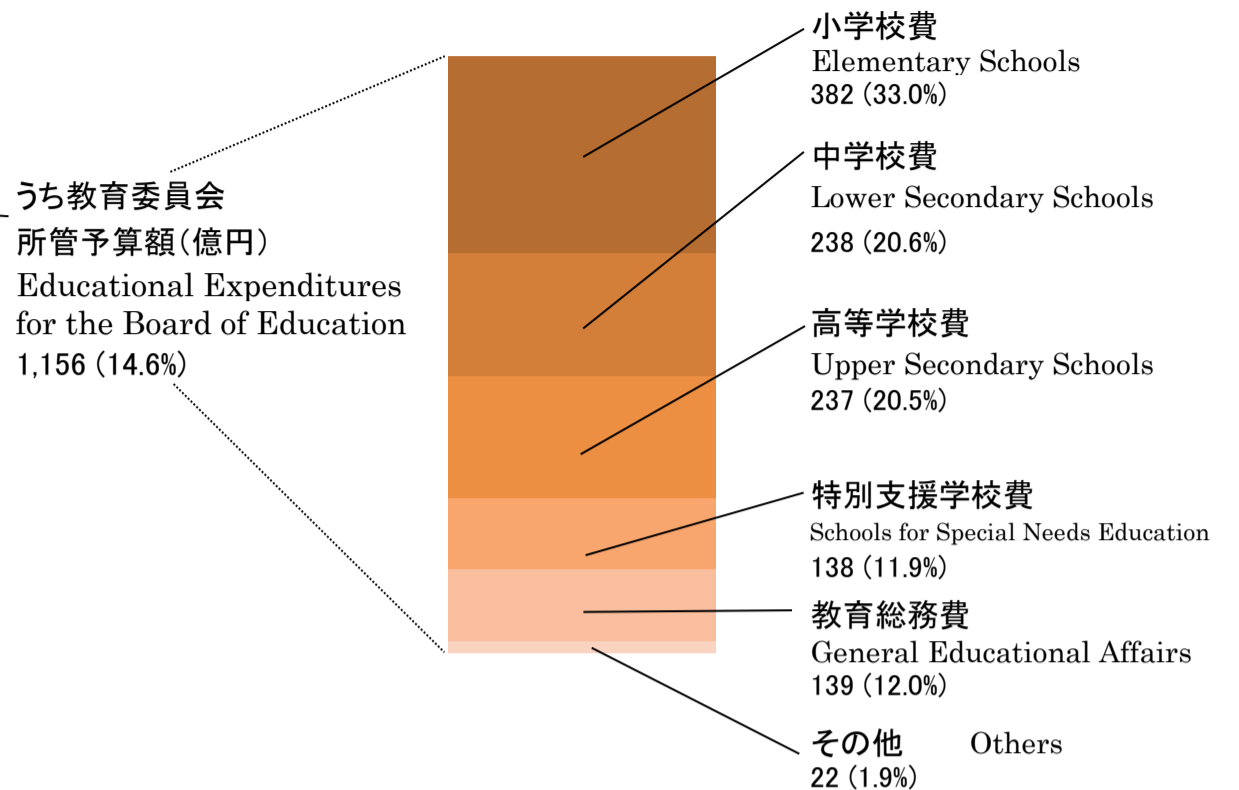 うち教育委員会
所管予算額(億円)
Educational Expenditures
for the Board of Education
1,156 (14.6%)
小学校費
Elementary Schools
382 (33.0%)
中学校費
Lower Secondary Schools
238 (20.6%)
高等学校費
Upper Secondary Schools
237 (20.5%)
特別支援学校費
Schools for Special Needs Education
138 (11.9%)
教育総務費
General Educational Affairs
139 (12.0%)
その他 Others
22 (1.9%)